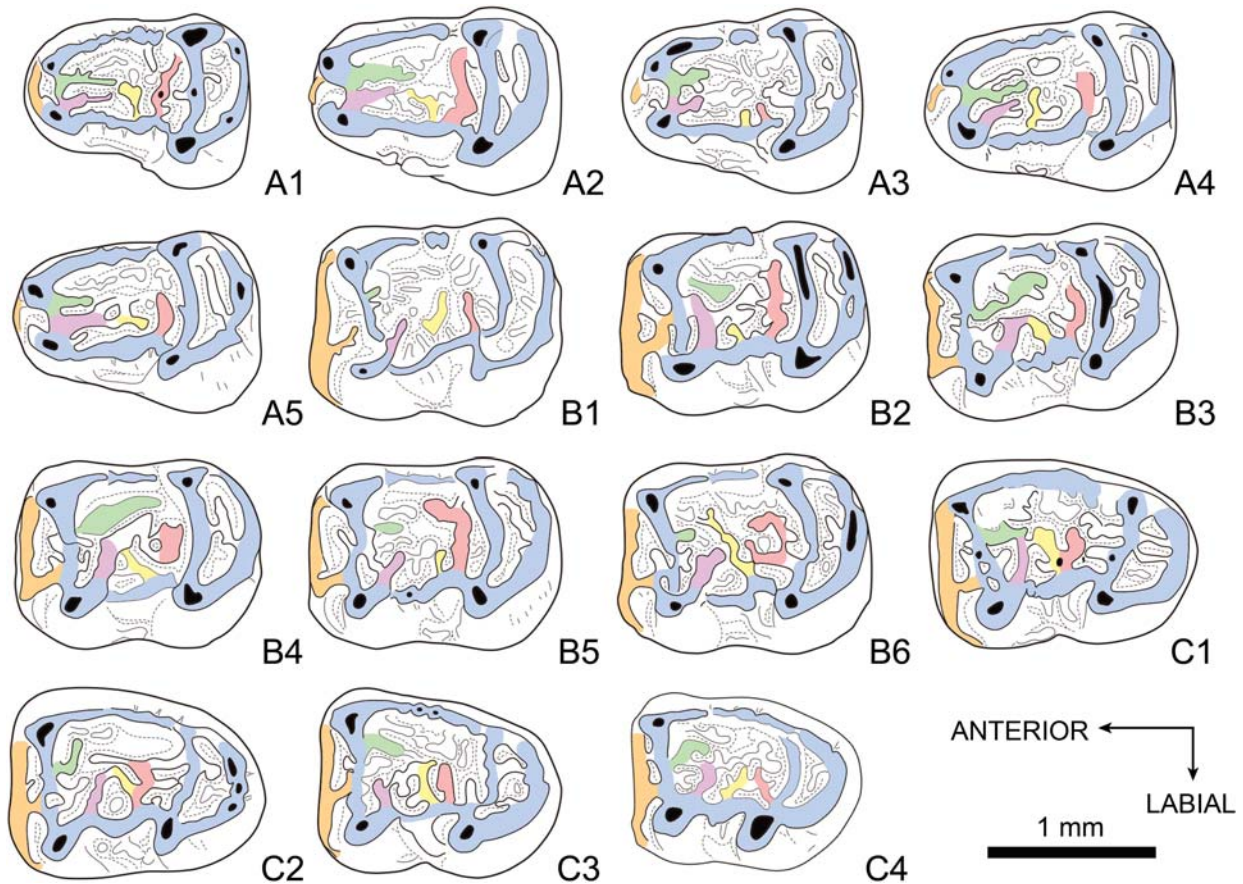 A1 A2 A3 A4
A5 B1 B2 B3
B4 B5 B6 C1
C2 C3 C4
ANTERIOR
LABIAL
1 mm